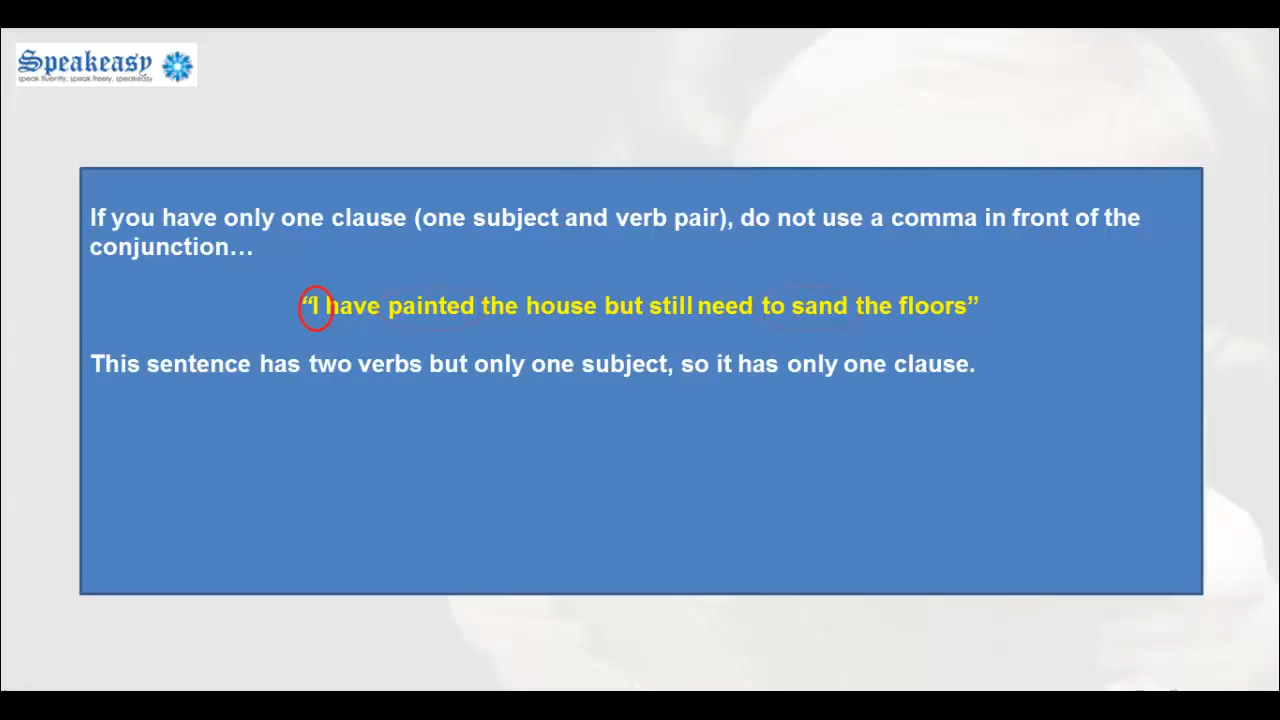 Speakeasy
speak fluently, speak freely, speakeasy
If you have only one clause (one subject and verb pair), do not use a comma in front of the
conjunction…
“I have painted the house but still need to sand the floors”
This sentence has two verbs but only one subject, so it has only one clause.